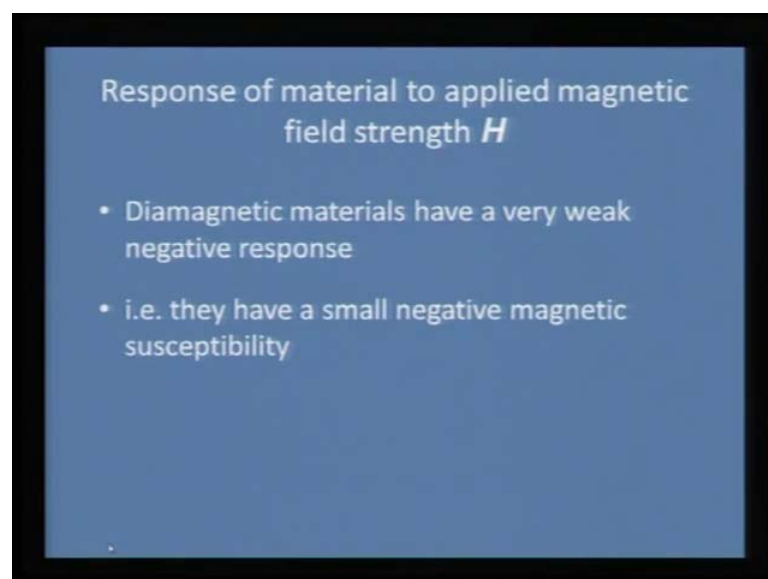 Response of material to applied magnetic
field strength H
• Diamagnetic materials have a very weak
negative response
• i.e. they have a small negative magnetic
susceptibility